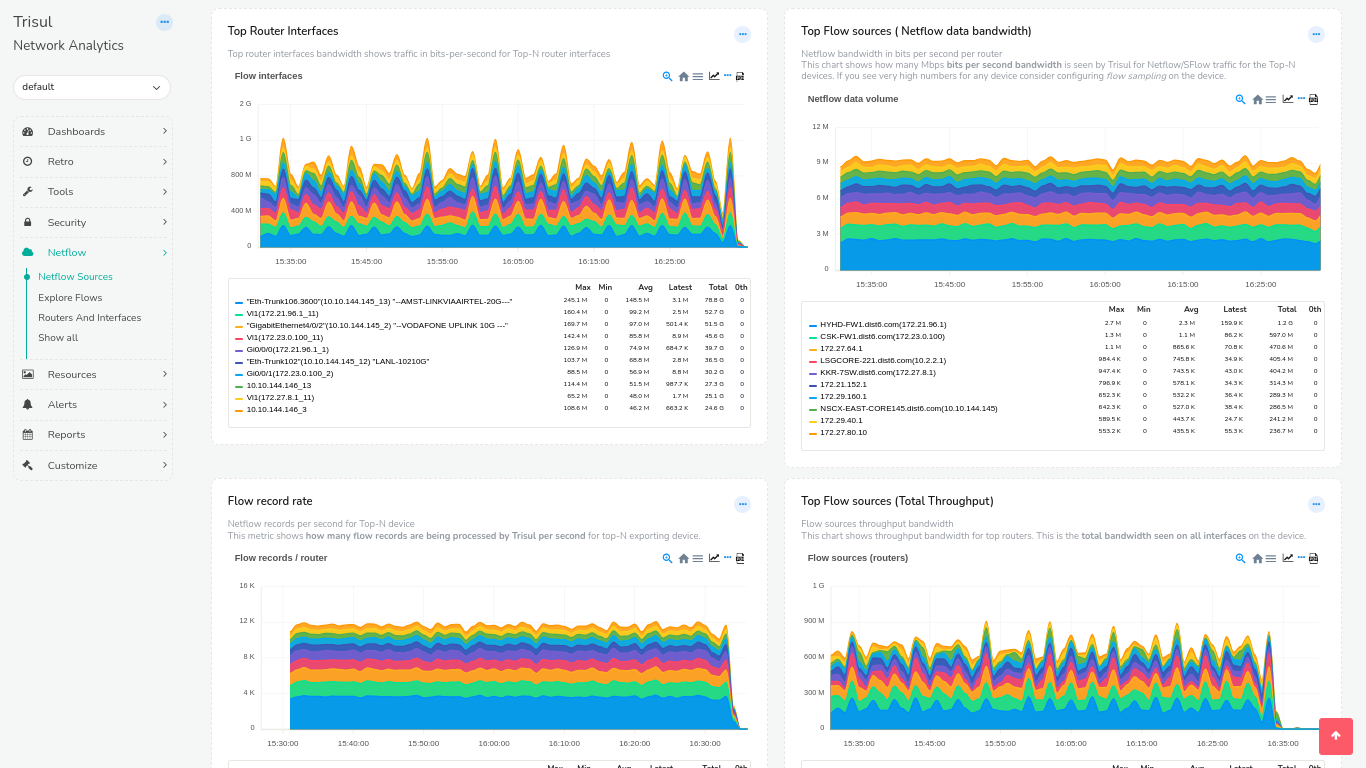 Trisul
Network Analytics
default
Dashboards
Retro
Tools
Security
Netflow
Netflow Sources
Explore Flows
Routers And Interfaces
Show all
Resources
Alerts
Reports
Customize
Top Router Interfaces
Top router interfaces bandwidth shows traffic in bits-per-second for Top-N router interfaces
Flow interfaces
2 G
1 G
800 M
400 M
0
15:35:00 15:45:00 15:55:00 16:05:00 16:15:00 16:25:00
Max Min Avg Latest Total 0th
"Eth-Trunk106.3600"(10.10.144.145_13) "--AMST-LINKVIAAIRTEL-20G---" 245.1 M 0 148.5 M 3.1 M 78.8 G 0
Vl1(172.21.96.1_11) 160.4 M 0 99.2 M 2.5 M 52.7 G 0
"GigabitEthernet4/0/2"(10.10.144.145_2) "--VODAFONE UPLINK 10G ---" 169.7 M 0 97.0 M 501.4 K 51.5 G 0
Vl1(172.23.0.100_11) 142.4 M 0 85.8 M 8.9 M 45.6 G 0
Gi0/0/0(172.21.96.1_1) 126.9 M 0 74.9 M 684.7 K 39.7 G 0
"Eth-Trunk102"(10.10.144.145_12) "LANL-10210G" 103.7 M 0 68.8 M 2.8 M 36.5 G 0
Gi0/0/1(172.23.0.100_2) 88.5 M 0 56.9 M 8.8 M 30.2 G 0
10.10.144.146_13 114.4 M 0 51.5 M 987.7 K 27.3 G 0
Vl1(172.27.8.1_11) 65.2 M 0 48.0 M 1.7 M 25.1 G 0
10.10.144.146_3 108.6 M 0 46.2 M 663.2 K 24.6 G 0
Top Flow sources ( Netflow data bandwidth)
Netflow bandwidth in bits per second per router
This chart shows how many Mbps bits per second bandwidth is seen by Trisul for Netflow/SFlow traffic for the Top-N
devices. If you see very high numbers for any device consider configuring flow sampling on the device.
Netflow data volume
12 M
9 M
6 M
3 M
0
15:35:00 15:45:00 15:55:00 16:05:00 16:15:00 16:25:00
Max Min Avg Latest Total 0th
HYHD-FW1.dist6.com(172.21.96.1) 2.7 M 0 2.3 M 159.9 K 1.2 G 0
CSK-FW1.dist6.com(172.23.0.100) 1.3 M 0 1.1 M 86.2 K 597.0 M 0
172.27.64.1 1.1 M 0 865.6 K 70.8 K 470.6 M 0
LSGCORE-221.dist6.com(10.2.2.1) 984.4 K 0 745.8 K 34.9 K 405.4 M 0
KKR-7SW.dist6.com(172.27.8.1) 947.4 K 0 743.5 K 43.0 K 404.2 M 0
172.21.152.1 796.9 K 0 578.1 K 34.3 K 314.3 M 0
172.29.160.1 652.3 K 0 532.2 K 36.4 K 289.3 M 0
NSCX-EAST-CORE145.dist6.com(10.10.144.145) 642.3 K 0 527.0 K 38.4 K 286.5 M 0
172.29.40.1 589.5 K 0 443.7 K 24.7 K 241.2 M 0
172.27.80.10 553.2 K 0 435.5 K 55.3 K 236.7 M 0
Flow record rate
Netflow records per second for Top-N device
This metric shows how many flow records are being processed by Trisul per second for top-N exporting device.
Flow records / router
16 K
12 K
8 K
4 K
0
15:30:00 15:40:00 15:50:00 16:00:00 16:10:00 16:20:00 16:30:00
Max Min Avg Latest Total 0th
Top Flow sources (Total Throughput)
Flow sources throughput bandwidth
This chart shows throughput bandwidth for top routers. This is the total bandwidth seen on all interfaces on the device.
Flow sources (routers)
1 G
900 M
600 M
300 M
0
15:35:00 15:45:00 15:55:00 16:05:00 16:15:00 16:25:00 16:35:00
Max Min Avg Latest Total 0th